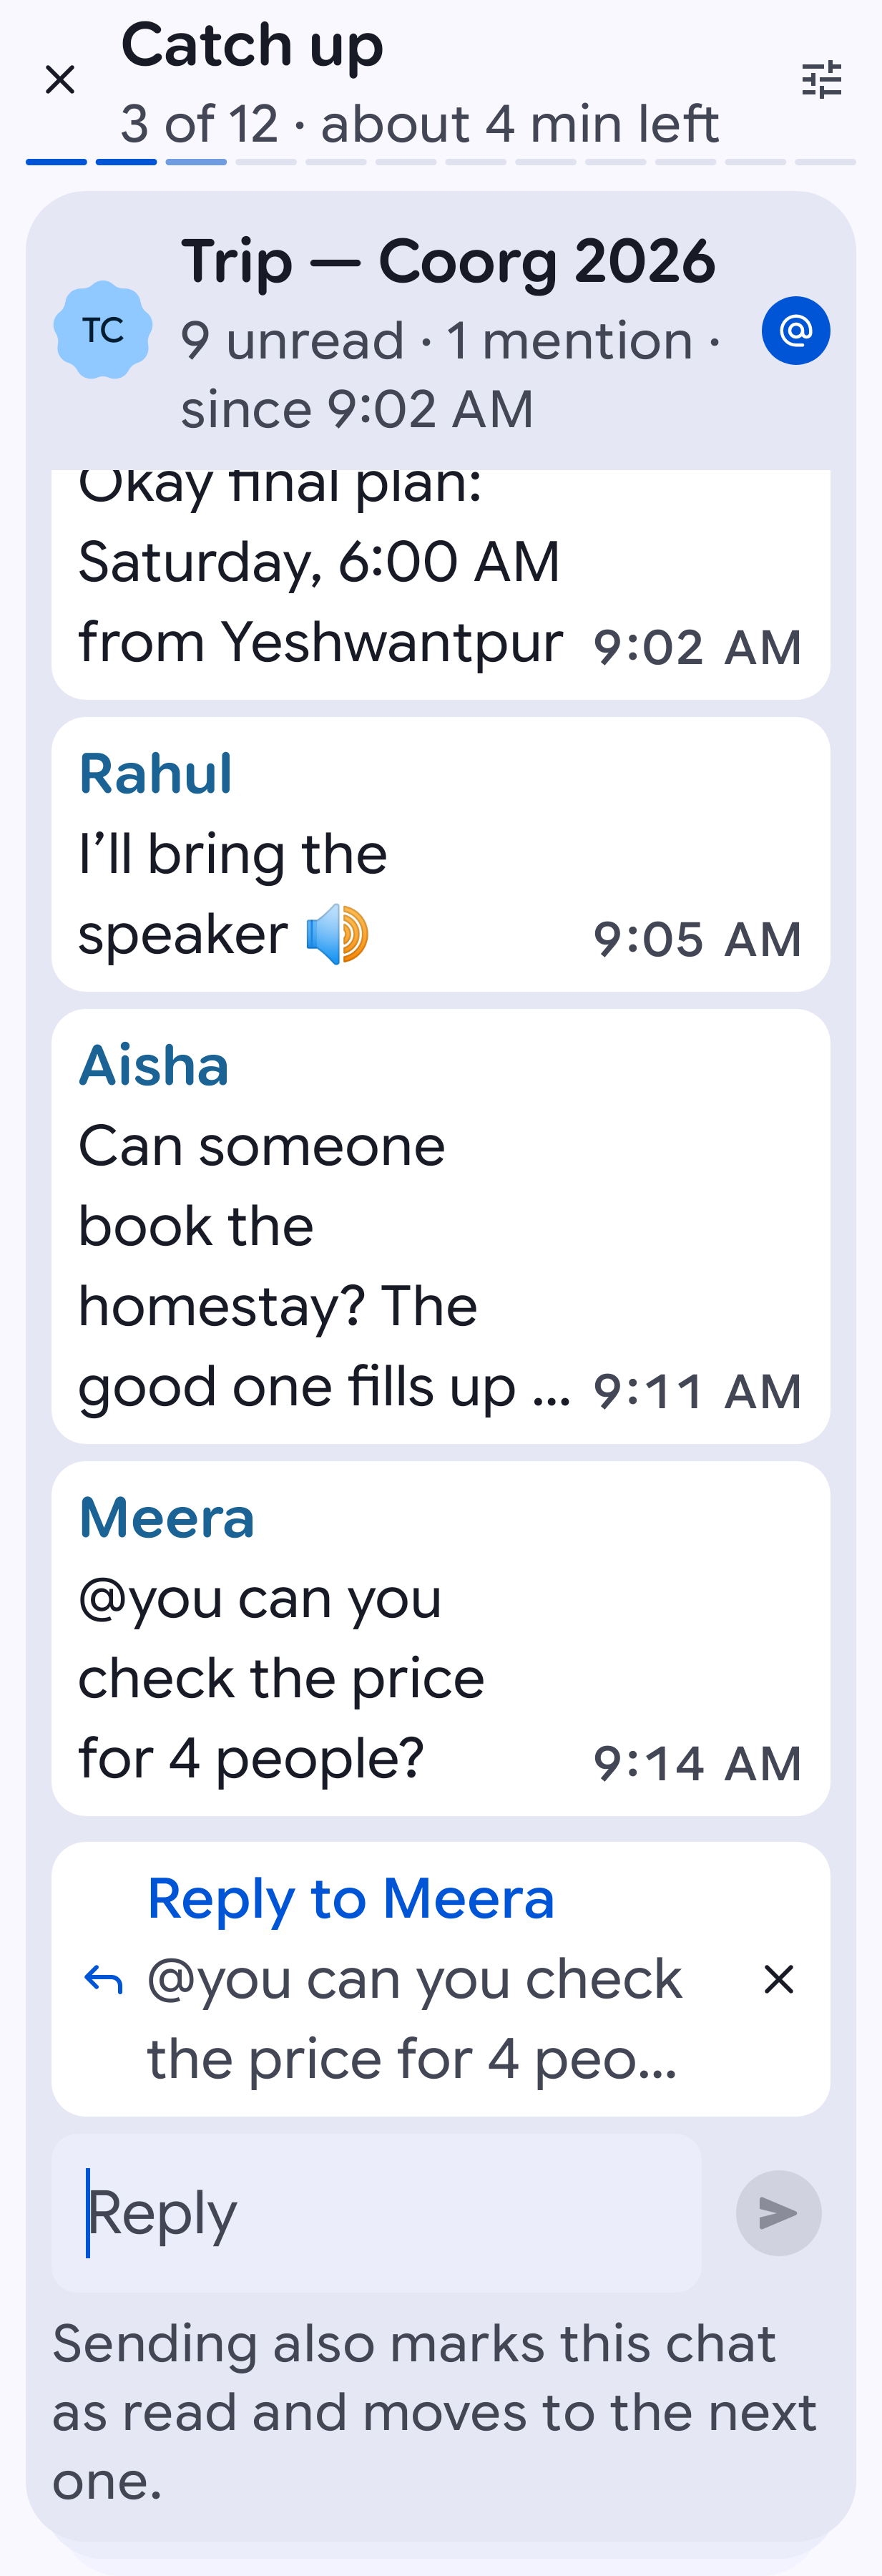 Catch up
3 of 12 · about 4 min left
Trip — Coorg 2026
TC
9 unread · 1 mention ·
since 9:02 AM
@
Okay final plan:
Saturday, 6:00 AM
from Yeshwantpur 9:02 AM
Rahul
I’ll bring the
speaker 🔊 9:05 AM
Aisha
Can someone
book the
homestay? The
good one fills up ... 9:11 AM
Meera
@you can you
check the price
for 4 people? 9:14 AM
Reply to Meera
@you can you check
the price for 4 peo...
Reply
Sending also marks this chat
as read and moves to the next
one.